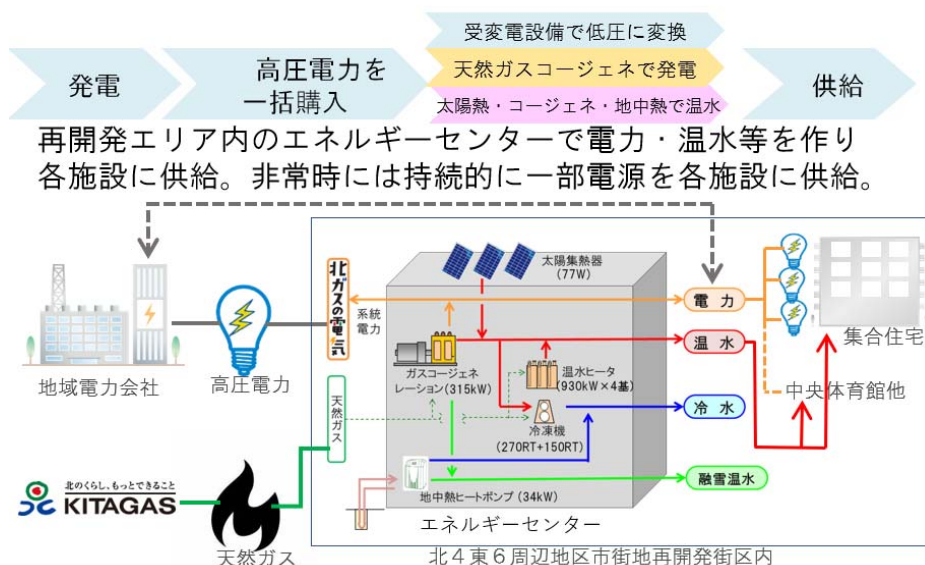 発電
高圧電力を
一括購入
受変電設備で低圧に変換
天然ガスコージェネで発電
太陽熱・コージェネ・地中熱で温水
供給
再開発エリア内のエネルギーセンターで電力・温水等を作り
各施設に供給。非常時には持続的に一部電源を各施設に供給。
地域電力会社
高圧電力
北ガスの電気
系統
電力
太陽集熱器
(77W)
ガスコージェネ
レーション(315kW)
温水ヒータ
(930kW×4基)
冷凍機
(270RT+150RT)
地中熱ヒートポンプ(34kW)
エネルギーセンター
電力
温水
冷水
融雪温水
集合住宅
中央体育館他
天然ガス
北のくらし、もっとできること
KITAGAS
天然ガス
北4東6周辺地区市街地再開発街区内